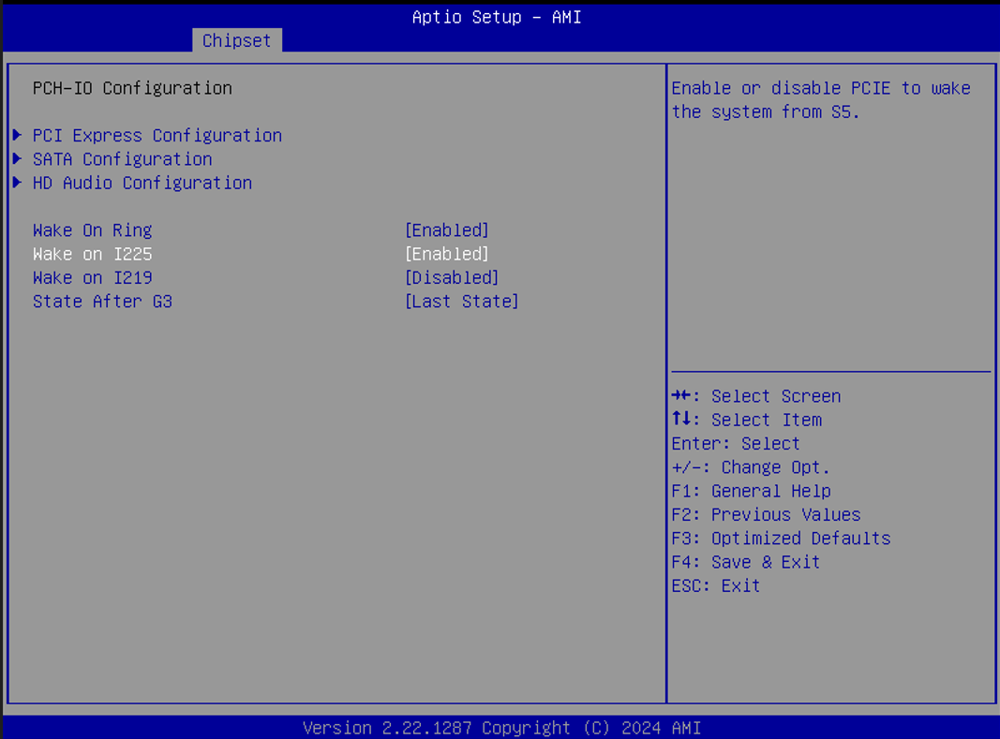 Aptio Setup – AMI
Chipset
PCH-IO Configuration
PCI Express Configuration
SATA Configuration
HD Audio Configuration
Wake On Ring [Enabled]
Wake on I225 [Enabled]
Wake on I219 [Disabled]
State After G3 [Last State]
Enable or disable PCIE to wake
the system from S5.
→←: Select Screen
↑↓: Select Item
Enter: Select
+/-: Change Opt.
F1: General Help
F2: Previous Values
F3: Optimized Defaults
F4: Save & Exit
ESC: Exit
Version 2.22.1287 Copyright (C) 2024 AMI